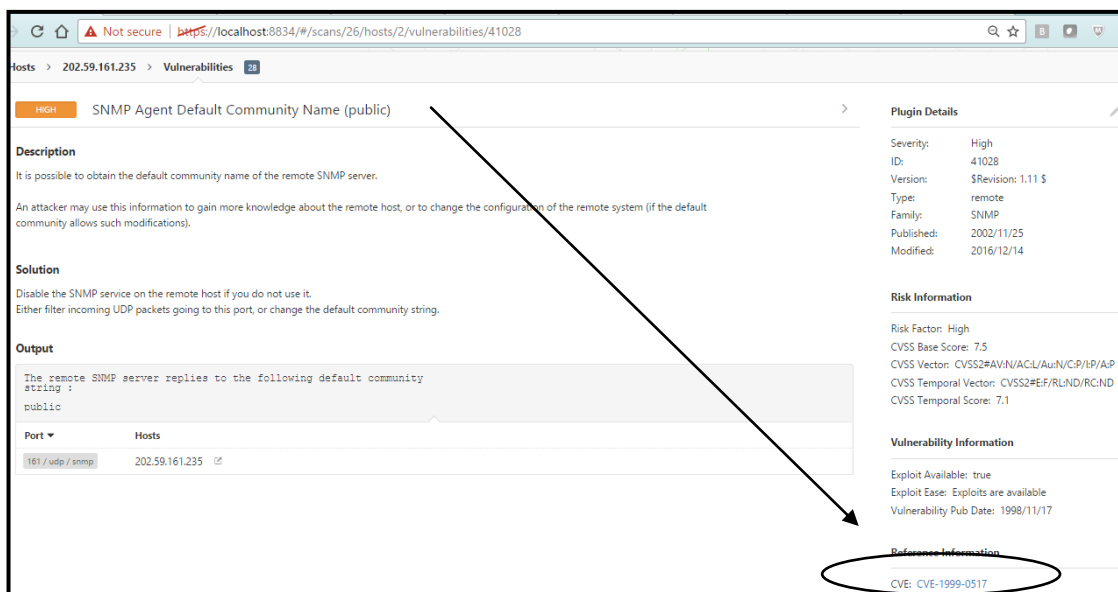 Not secure | https://localhost:8834/#/scans/26/hosts/2/vulnerabilities/41028
Hosts > 202.59.161.235 > Vulnerabilities 28
HIGH SNMP Agent Default Community Name (public)
Description
It is possible to obtain the default community name of the remote SNMP server.
An attacker may use this information to gain more knowledge about the remote host, or to change the configuration of the remote system (if the default
community allows such modifications).
Solution
Disable the SNMP service on the remote host if you do not use it.
Either filter incoming UDP packets going to this port, or change the default community string.
Output
The remote SNMP server replies to the following default community
string :
public
Port Hosts
161 / udp / snmp 202.59.161.235
Plugin Details
Severity: High
ID: 41028
Version: $Revision: 1.11 $
Type: remote
Family: SNMP
Published: 2002/11/25
Modified: 2016/12/14
Risk Information
Risk Factor: High
CVSS Base Score: 7.5
CVSS Vector: CVSS2#AV:N/AC:L/Au:N/C:P/I:P/A:P
CVSS Temporal Vector: CVSS2#E:F/RL:ND/RC:ND
CVSS Temporal Score: 7.1
Vulnerability Information
Exploit Available: true
Exploit Ease: Exploits are available
Vulnerability Pub Date: 1998/11/17
Reference Information
CVE: CVE-1999-0517